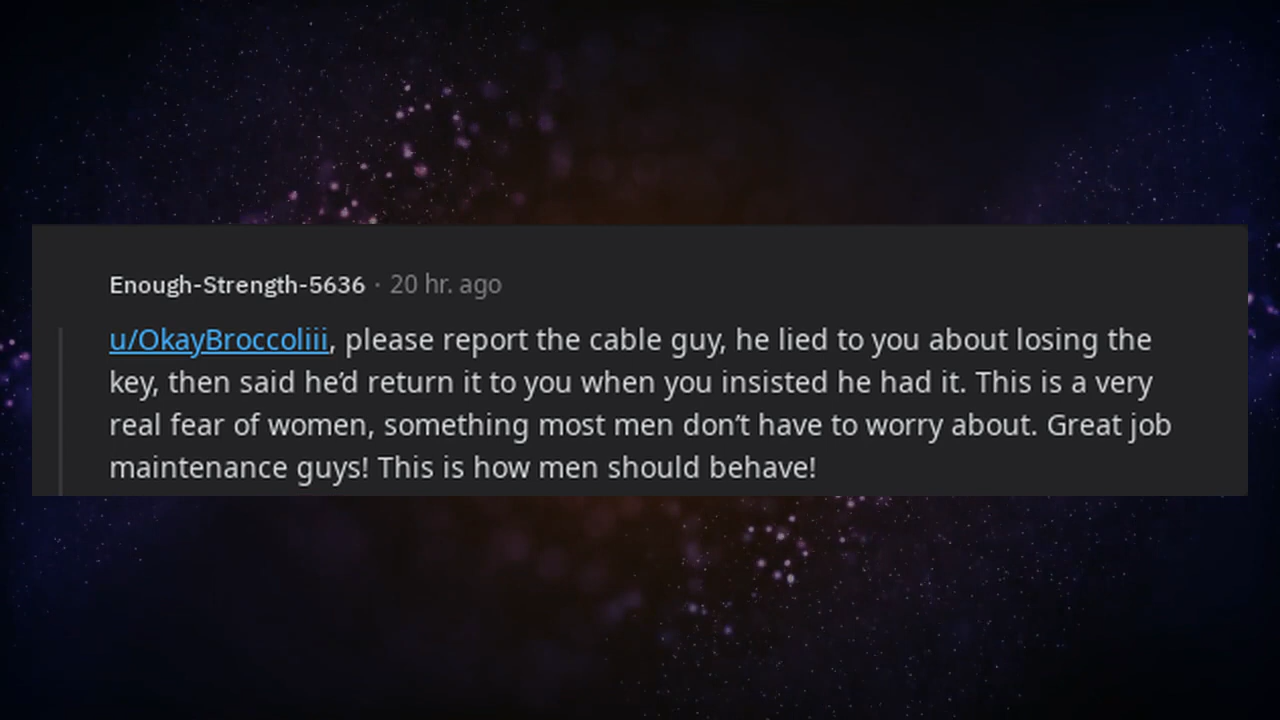 Enough-Strength-5636 · 20 hr. ago
u/OkayBroccoliii, please report the cable guy, he lied to you about losing the
key, then said he’d return it to you when you insisted he had it. This is a very
real fear of women, something most men don’t have to worry about. Great job
maintenance guys! This is how men should behave!